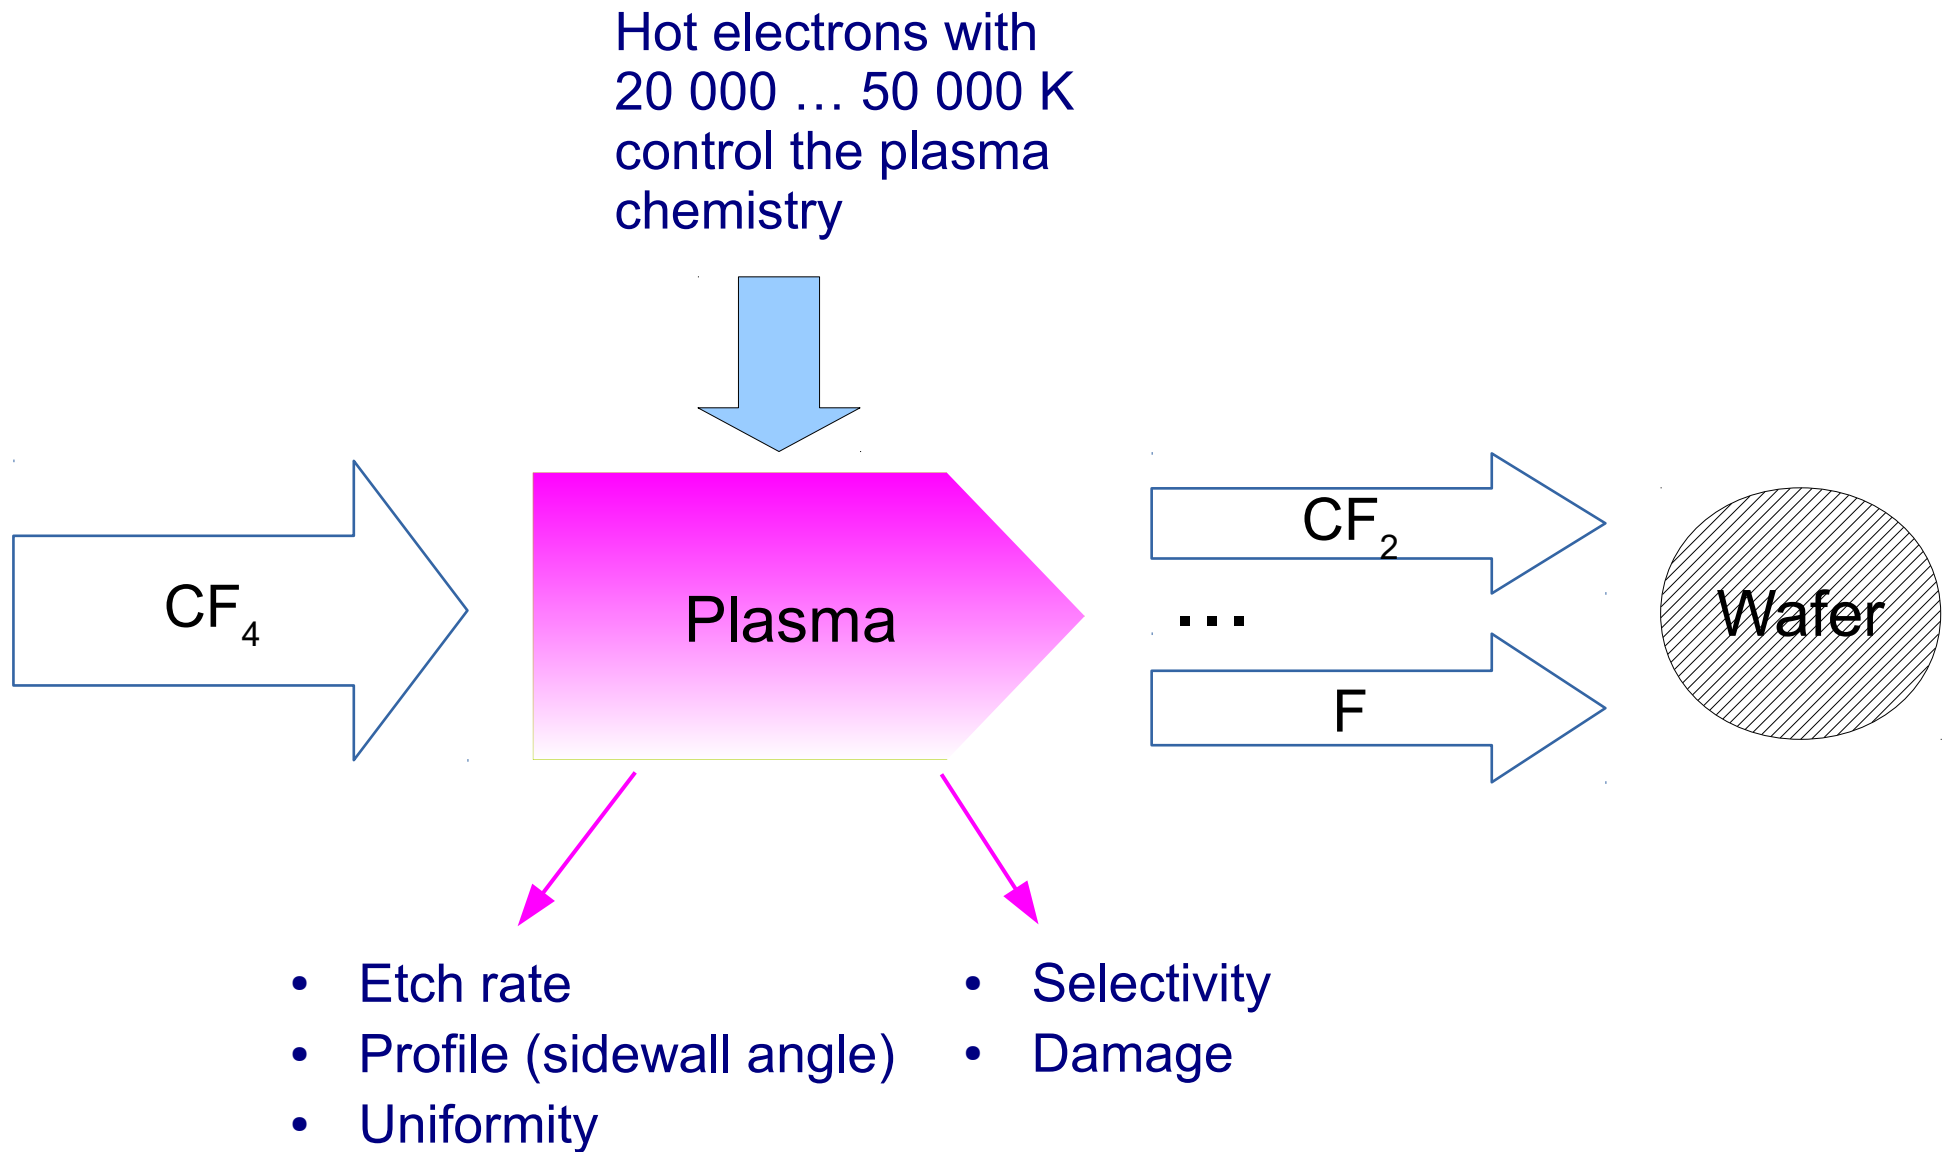 Hot electrons with
20 000 … 50 000 K
control the plasma
chemistry
CF₄
Plasma
CF₂
...
F
Wafer
• Etch rate
• Profile (sidewall angle)
• Uniformity
• Selectivity
• Damage